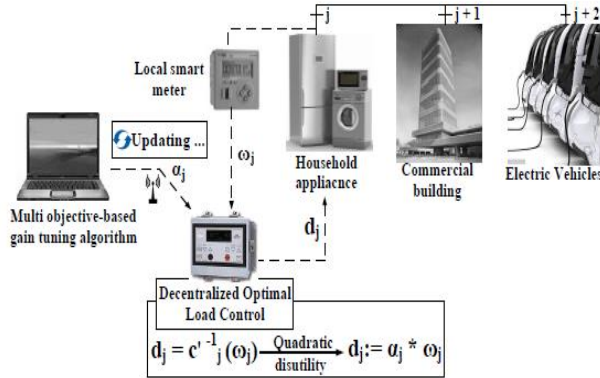 j
j + 1
j + 2
Local smart
meter
Updating ...
αj
ωj
Household
appliacnce
Commercial
building
Electric Vehicles
Multi objective-based
gain tuning algorithm
dj
Decentralized Optimal
Load Control
dj = c' -1 j (ωj) Quadratic disutility dj := αj * ωj